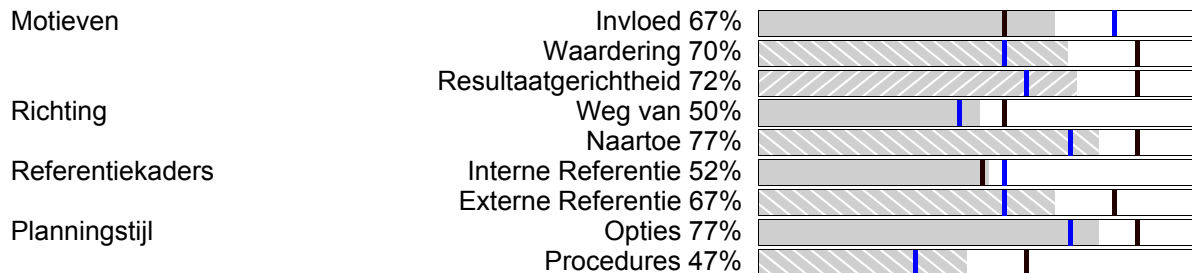 Motieven Invloed 67%
Waardering 70%
Resultaatgerichtheid 72%
Richting Weg van 50%
Naartoe 77%
Referentiekaders Interne Referentie 52%
Externe Referentie 67%
Planningstijl Opties 77%
Procedures 47%